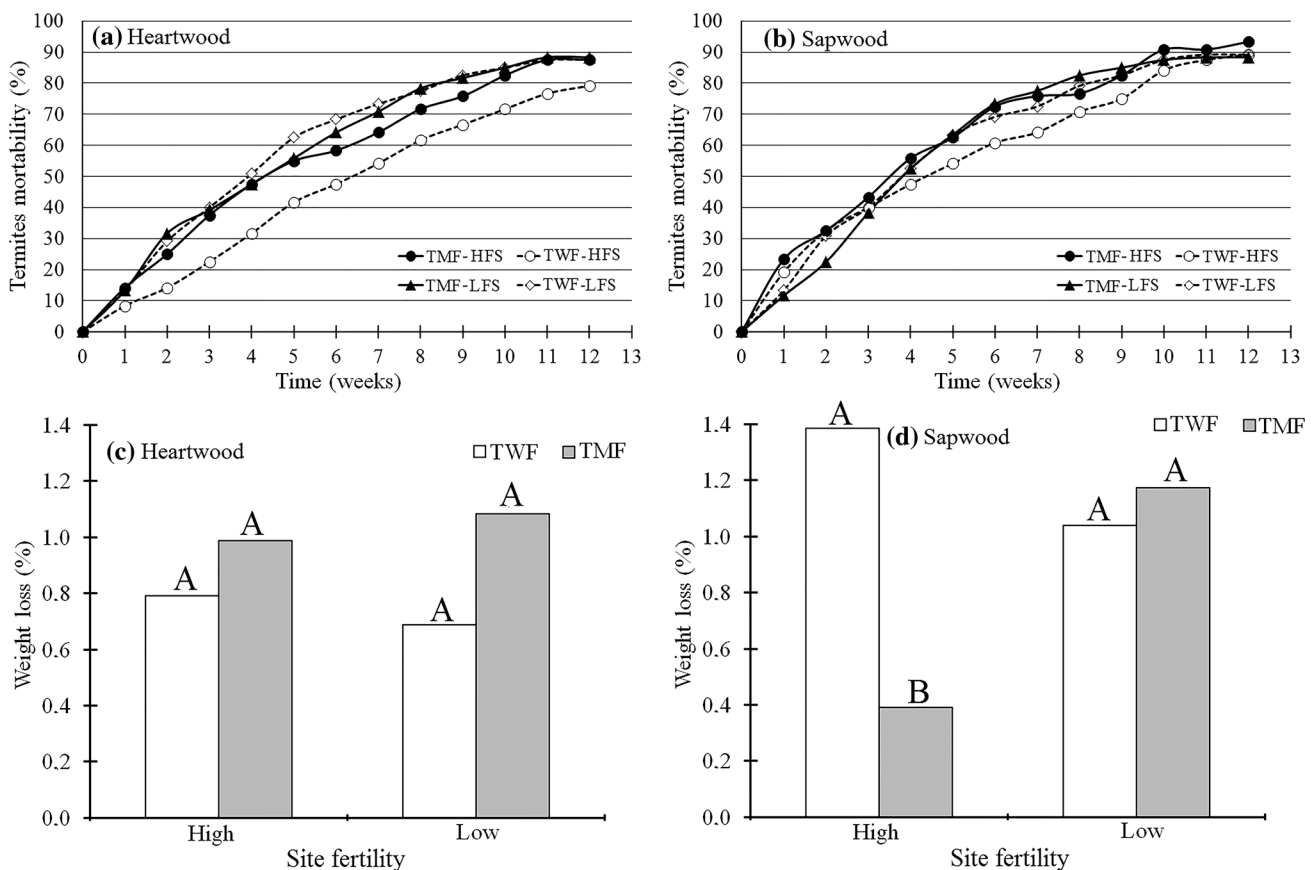 (a) Heartwood
Termites mortability (%)
100
90
80
70
60
50
40
30
20
10
0
TMF-HFS TWF-HFS
TMF-LFS TWF-LFS
0 1 2 3 4 5 6 7 8 9 10 11 12 13
Time (weeks)
(b) Sapwood
Termites mortability (%)
100
90
80
70
60
50
40
30
20
10
0
TMF-HFS TWF-HFS
TMF-LFS TWF-LFS
0 1 2 3 4 5 6 7 8 9 10 11 12 13
Time (weeks)
(c) Heartwood
TWF TMF
Weight loss (%)
1.4
1.2
1.0
0.8
0.6
0.4
0.2
0.0
A A A A
High Low
Site fertility
(d) Sapwood
TWF TMF
Weight loss (%)
1.4
1.2
1.0
0.8
0.6
0.4
0.2
0.0
A B A A
High Low
Site fertility